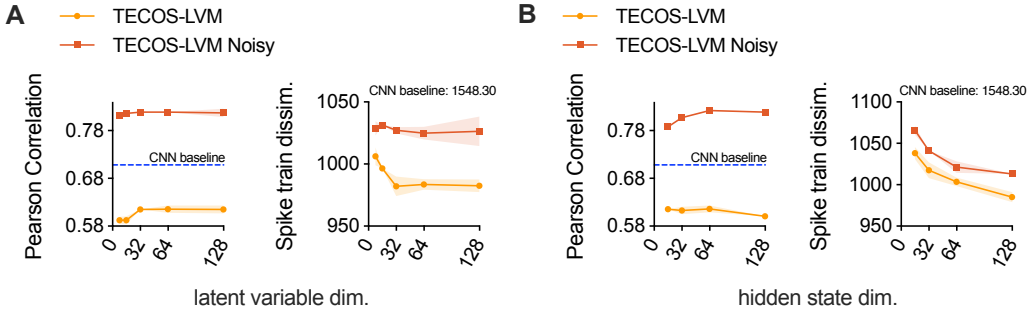 A
TECOS-LVM
TECOS-LVM Noisy
Pearson Correlation
0.78
0.68
0.58
CNN baseline
0
32
64
128
Spike train dissim.
CNN baseline: 1548.30
1050
1000
950
0
32
64
128
latent variable dim.
B
TECOS-LVM
TECOS-LVM Noisy
Pearson Correlation
0.78
0.68
0.58
CNN baseline
0
32
64
128
Spike train dissim.
CNN baseline: 1548.30
1100
1050
1000
950
0
32
64
128
hidden state dim.